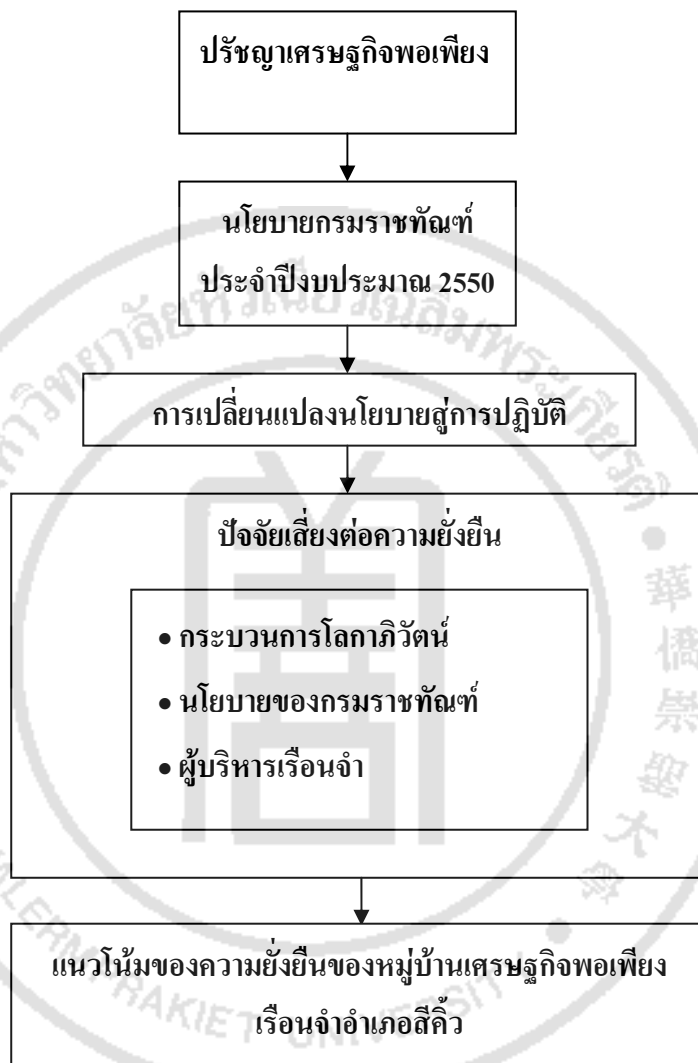 ปรัชญาเศรษฐกิจพอเพียง
นโยบายกรมราชทัณฑ์
ประจำปีงบประมาณ 2550
การเปลี่ยนแปลงนโยบายสู่การปฏิบัติ
ปัจจัยเสี่ยงต่อความยั่งยืน
• กระบวนการโลกาภิวัตน์
• นโยบายของกรมราชทัณฑ์
• ผู้บริหารเรือนจำ
แนวโน้มของความยั่งยืนของหมู่บ้านเศรษฐกิจพอเพียง
เรือนจำอำเภอสีคิ้ว
華僑崇聖大學